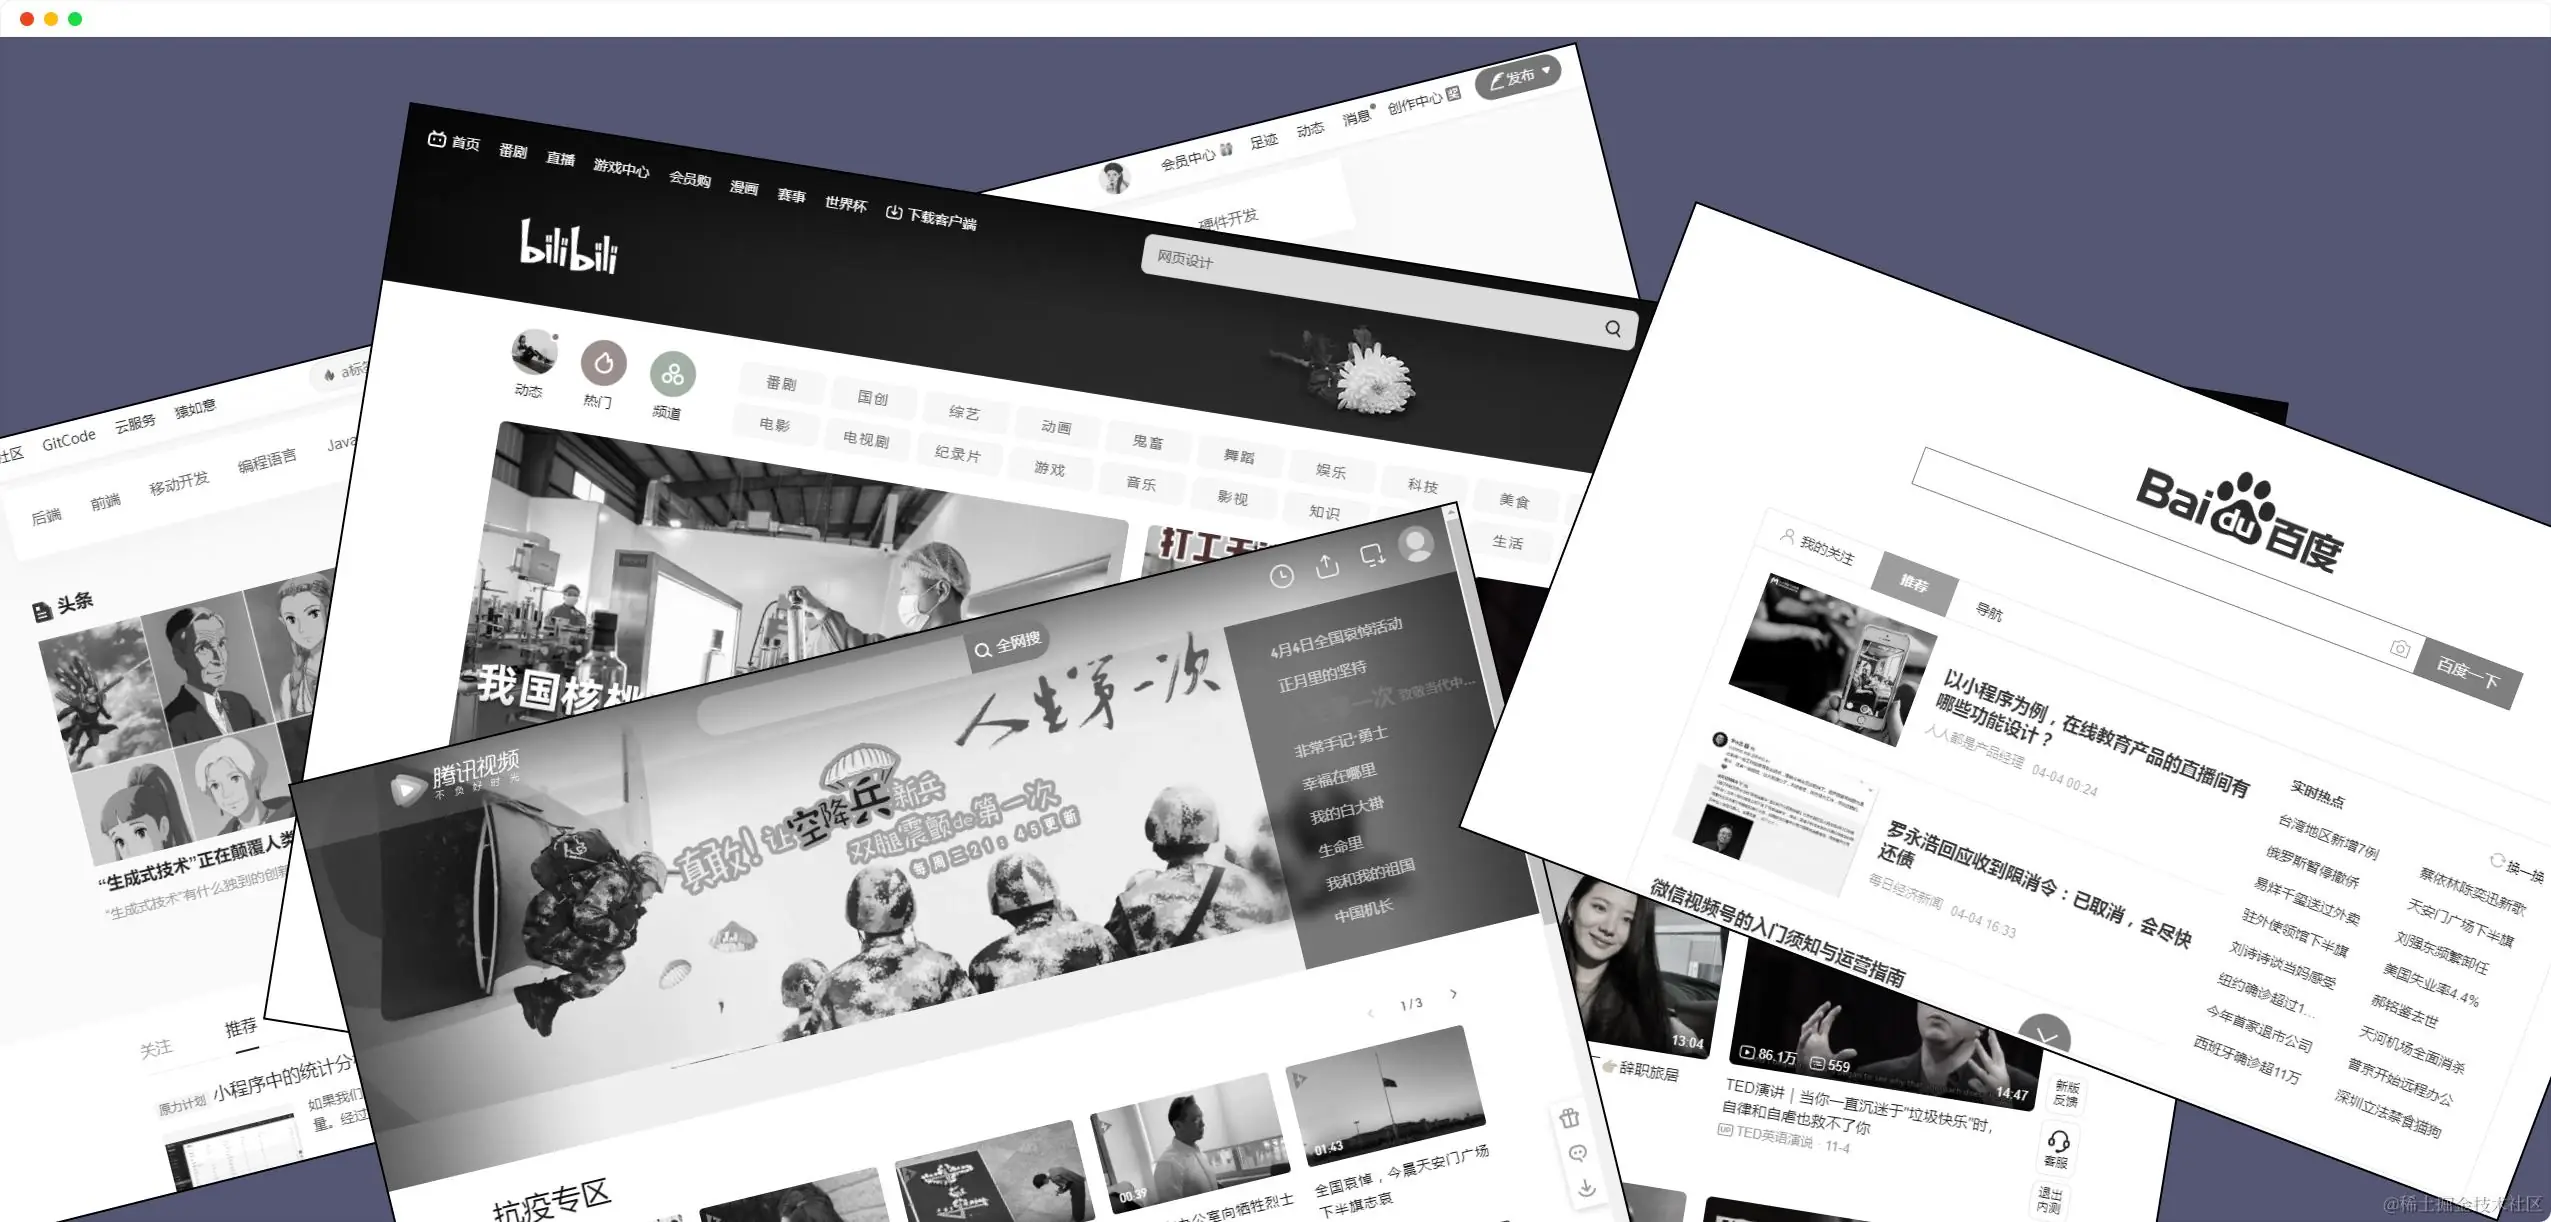 会员中心
足迹
动态
消息
创作中心
发布
硬件开发
首页
番剧
直播
游戏中心
会员购
漫画
赛事
世界杯
下载客户端
bilibili
网页设计
动态
热门
频道
番剧
国创
综艺
动画
鬼畜
舞蹈
娱乐
科技
美食
电影
电视剧
纪录片
游戏
音乐
影视
知识
生活
我国核桃
社区
GitCode
云服务
猿如意
后端
前端
移动开发
编程语言
Java
头条
“生成式技术”正在颠覆人类
“生成式技术”有什么独到的创新
关注
推荐
原力计划
小程序中的统计分
如果我们
量。经过
全网搜
腾讯视频
不负好时光
人生第一次
真敢!让空降兵新兵
双腿震颤de第一次
每周三21:45更新
4月4日全国哀悼活动
正月里的坚持
致敬当代中...
非常手记·勇士
幸福在哪里
我的白大褂
生命里
我和我的祖国
中国机长
1/3
抗疫专区
00:39
01:43
办公室向牺牲烈士
全国哀悼，今晨天安门广场
下半旗志哀
Bai du 百度
百度一下
我的关注
推荐
导航
以小程序为例，在线教育产品的直播间有
哪些功能设计？
人人都是产品经理 04-04 00:24
罗永浩回应收到限消令：已取消，会尽快
还债
每日经济新闻 04-04 16:33
微信视频号的入门须知与运营指南
实时热点
换一换
台湾地区新增7例
俄罗斯暂停撤侨
易烊千玺送过外卖
驻外使领馆下半旗
刘诗诗谈当妈感受
纽约确诊超过1...
今年首家退市公司
西班牙确诊超11万
蔡依林陈奕迅新歌
天安门广场下半旗
刘强东频繁卸任
美国失业率4.4%
郝铭鉴去世
天河机场全面消杀
普京开始远程办公
深圳立法禁食猫狗
13:04
辞职旅居
86.1万
559
14:47
TED演讲 | 当你一直沉迷于“垃圾快乐”时，
自律和自虐也救不了你
TED英语演说 · 11-4
新版
反馈
客服
退出
内测
@稀土掘金技术社区